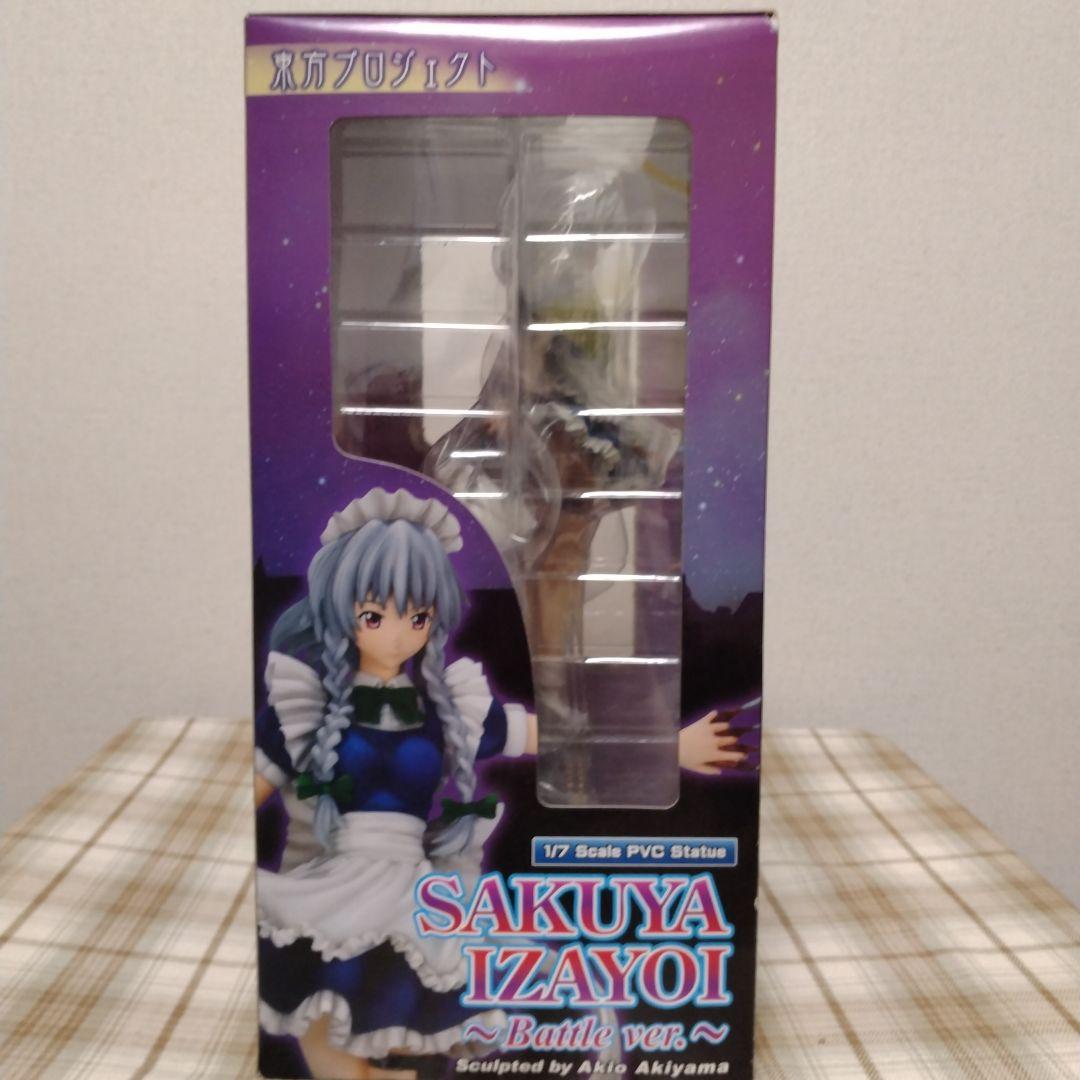 東方プロジェクト
1/7 Scale PVC Statue
SAKUYA
IZAYOI
～Battle ver.～
Sculpted by Akio Akiyama